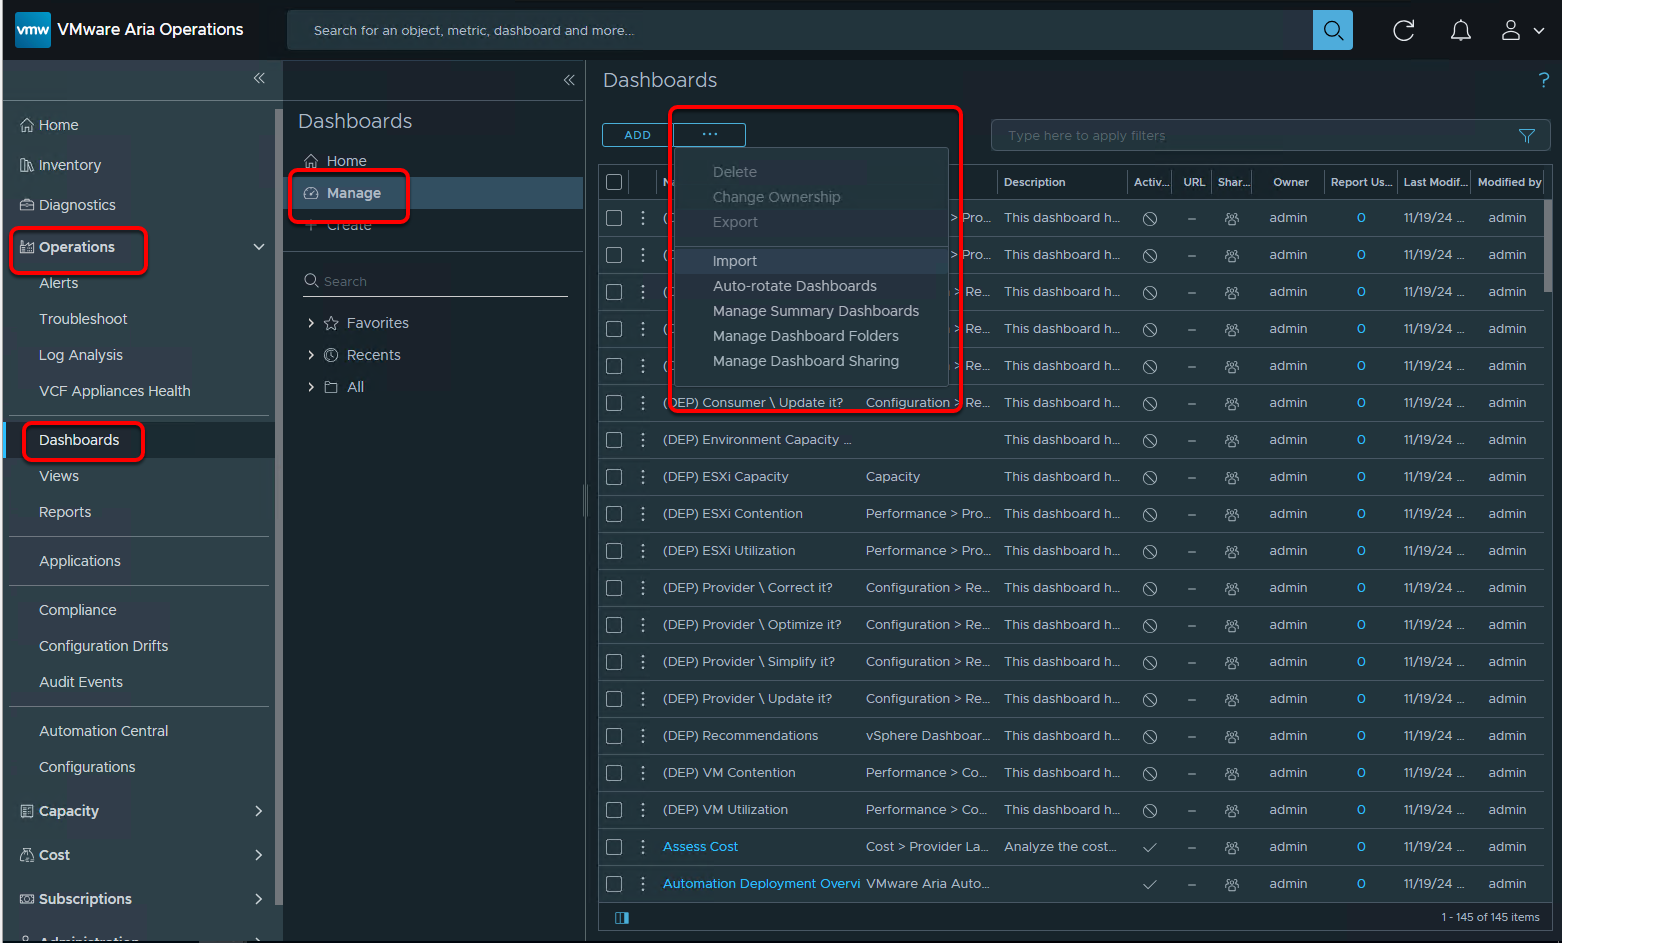 vmw VMware Aria Operations
Search for an object, metric, dashboard and more...
Home
Inventory
Diagnostics
Operations
Alerts
Troubleshoot
Log Analysis
VCF Appliances Health
Dashboards
Views
Reports
Applications
Compliance
Configuration Drifts
Audit Events
Automation Central
Configurations
Capacity
Cost
Subscriptions
Administration
Dashboards
Home
Manage
Create
Search
Favorites
Recents
All
Dashboards
?
ADD ...
Type here to apply filters
Delete
Change Ownership
Export
Import
Auto-rotate Dashboards
Manage Summary Dashboards
Manage Dashboard Folders
Manage Dashboard Sharing
Description Activ... URL Shar... Owner Report Us... Last Modif... Modified by
> Pro... This dashboard h... – admin 0 11/19/24 ... admin
> Pro... This dashboard h... – admin 0 11/19/24 ... admin
> Re... This dashboard h... – admin 0 11/19/24 ... admin
> Re... This dashboard h... – admin 0 11/19/24 ... admin
> Re... This dashboard h... – admin 0 11/19/24 ... admin
(DEP) Consumer \ Update it? Configuration > Re... This dashboard h... – admin 0 11/19/24 ... admin
(DEP) Environment Capacity ... This dashboard h... – admin 0 11/19/24 ... admin
(DEP) ESXi Capacity Capacity This dashboard h... – admin 0 11/19/24 ... admin
(DEP) ESXi Contention Performance > Pro... This dashboard h... – admin 0 11/19/24 ... admin
(DEP) ESXi Utilization Performance > Pro... This dashboard h... – admin 0 11/19/24 ... admin
(DEP) Provider \ Correct it? Configuration > Re... This dashboard h... – admin 0 11/19/24 ... admin
(DEP) Provider \ Optimize it? Configuration > Re... This dashboard h... – admin 0 11/19/24 ... admin
(DEP) Provider \ Simplify it? Configuration > Re... This dashboard h... – admin 0 11/19/24 ... admin
(DEP) Provider \ Update it? Configuration > Re... This dashboard h... – admin 0 11/19/24 ... admin
(DEP) Recommendations vSphere Dashboar... This dashboard h... – admin 0 11/19/24 ... admin
(DEP) VM Contention Performance > Co... This dashboard h... – admin 0 11/19/24 ... admin
(DEP) VM Utilization Performance > Co... This dashboard h... – admin 0 11/19/24 ... admin
Assess Cost Cost > Provider La... Analyze the cost... – admin 0 11/19/24 ... admin
Automation Deployment Overvi VMware Aria Auto... – admin 0 11/19/24 ... admin
1 - 145 of 145 items